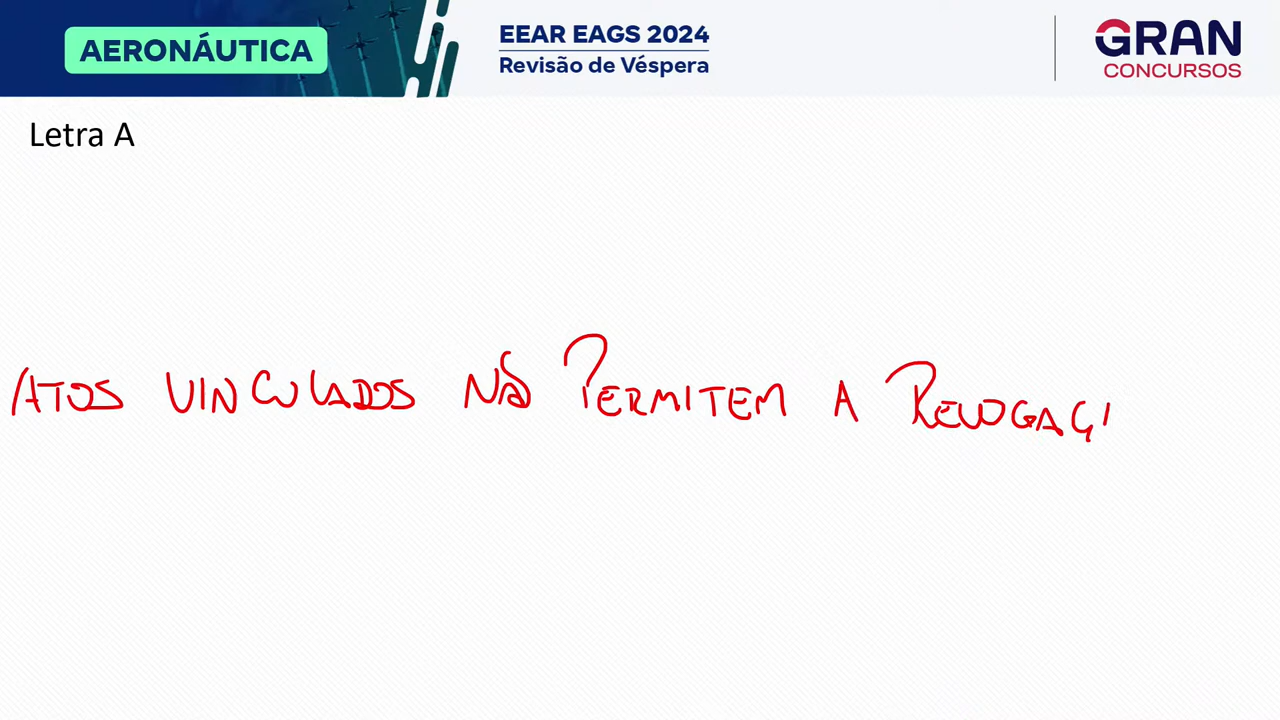 AERONÁUTICA
EEAR EAGS 2024
Revisão de Véspera
GRAN
CONCURSOS
Letra A
ATOS VINCULADOS NÃO PERMITEM A REVOGAÇ